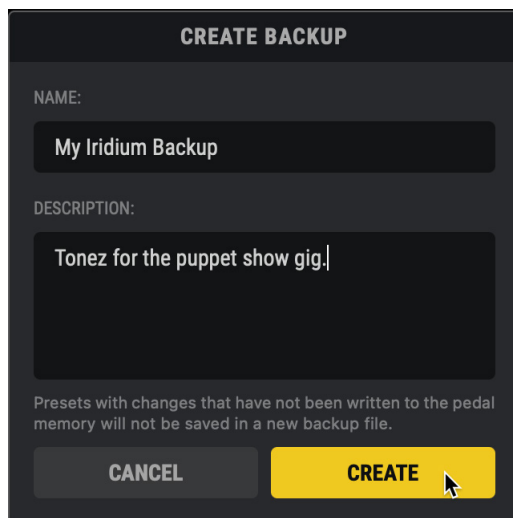 CREATE BACKUP
NAME:
My Iridium Backup
DESCRIPTION:
Tonez for the puppet show gig.
Presets with changes that have not been written to the pedal
memory will not be saved in a new backup file.
CANCEL
CREATE